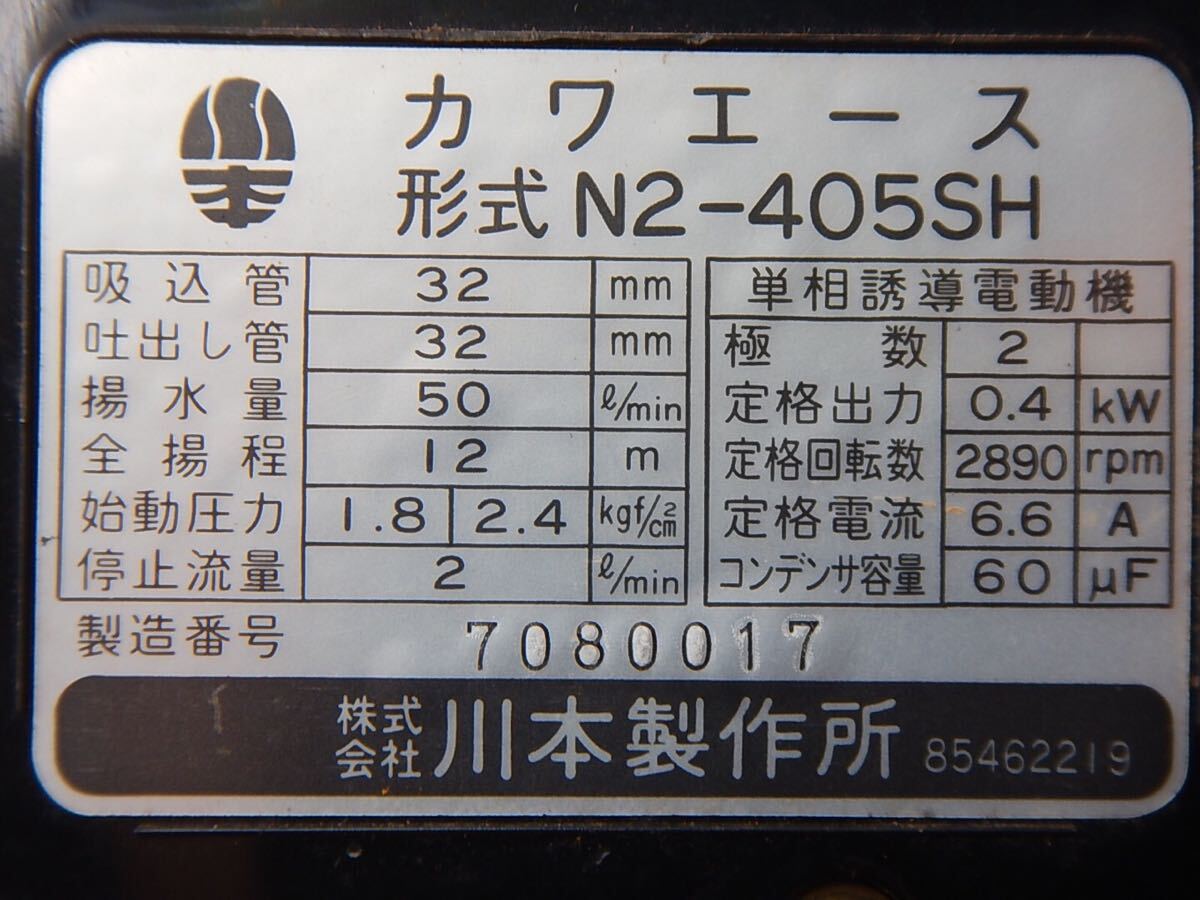 カワエース
形式 N2-405SH
吸込管 32 mm
吐出し管 32 mm
揚水量 50 ℓ/min
全揚程 12 m
始動圧力 1.8 2.4 kgf/cm²
停止流量 2 ℓ/min
単相誘導電動機
極数 2
定格出力 0.4 kW
定格回転数 2890 rpm
定格電流 6.6 A
コンデンサ容量 60 μF
製造番号 7080017
株式会社 川本製作所 85462219